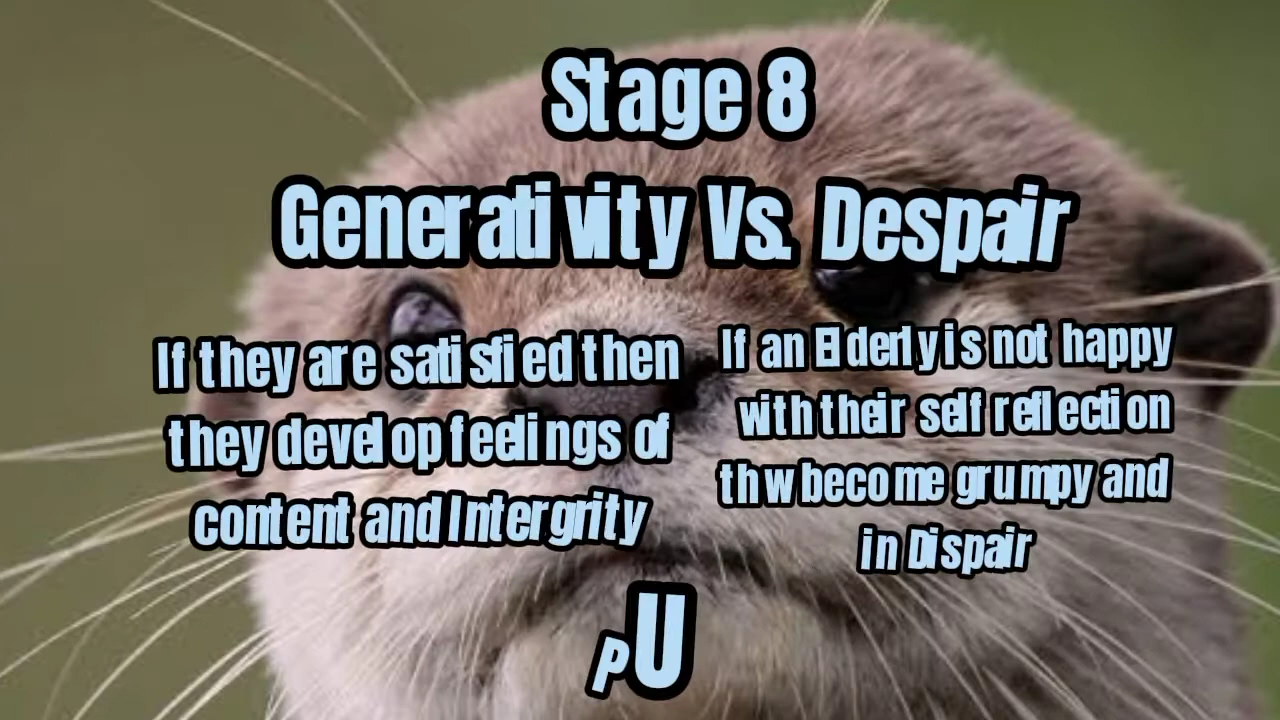 Stage 8
Generativity Vs. Despair
If they are satisfied then
they develop feelings of
content and Intergrity
If an Elderly is not happy
with their self reflection
thw become grumpy and
in Dispair
pU